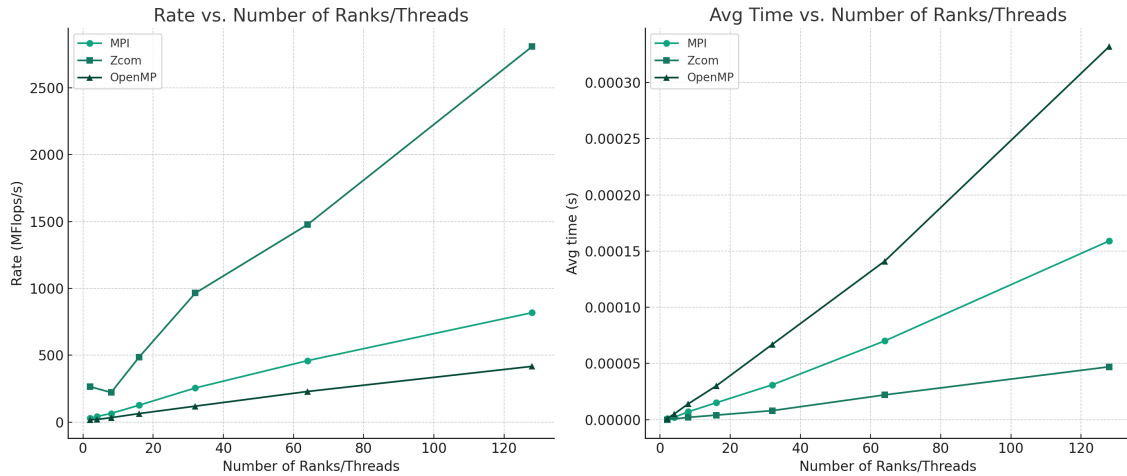 Rate vs. Number of Ranks/Threads
MPI
Zcom
OpenMP
2500
2000
1500
1000
500
0
Rate (MFlops/s)
0 20 40 60 80 100 120
Number of Ranks/Threads
Avg Time vs. Number of Ranks/Threads
MPI
Zcom
OpenMP
0.00030
0.00025
0.00020
0.00015
0.00010
0.00005
0.00000
Avg time (s)
0 20 40 60 80 100 120
Number of Ranks/Threads